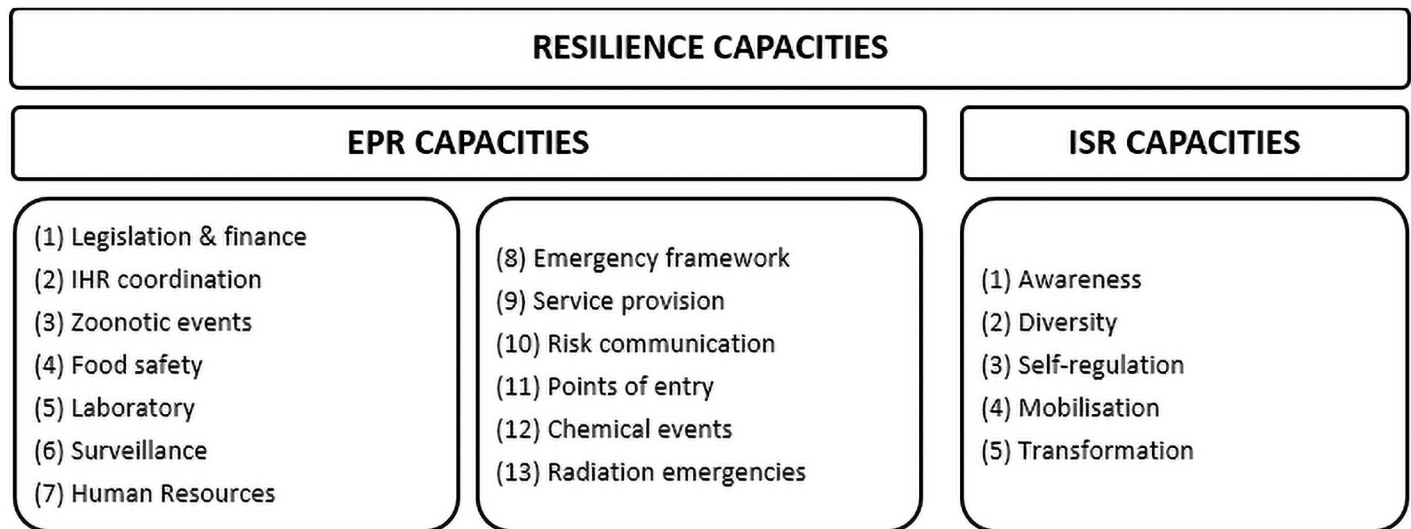 RESILIENCE CAPACITIES
EPR CAPACITIES
ISR CAPACITIES
(1) Legislation & finance
(2) IHR coordination
(3) Zoonotic events
(4) Food safety
(5) Laboratory
(6) Surveillance
(7) Human Resources
(8) Emergency framework
(9) Service provision
(10) Risk communication
(11) Points of entry
(12) Chemical events
(13) Radiation emergencies
(1) Awareness
(2) Diversity
(3) Self-regulation
(4) Mobilisation
(5) Transformation